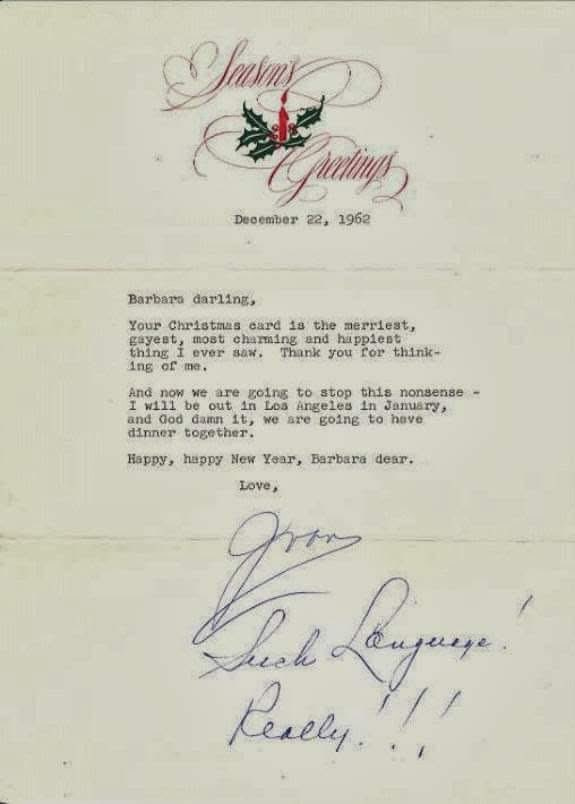 Season's
Greetings
December 22, 1962
Barbara darling,
Your Christmas card is the merriest,
gayest, most charming and happiest
thing I ever saw. Thank you for think-
ing of me.
And now we are going to stop this nonsense -
I will be out in Los Angeles in January,
and God damn it, we are going to have
dinner together.
Happy, happy New Year, Barbara dear.
Love,
Joan
Such Language!
Really!!!